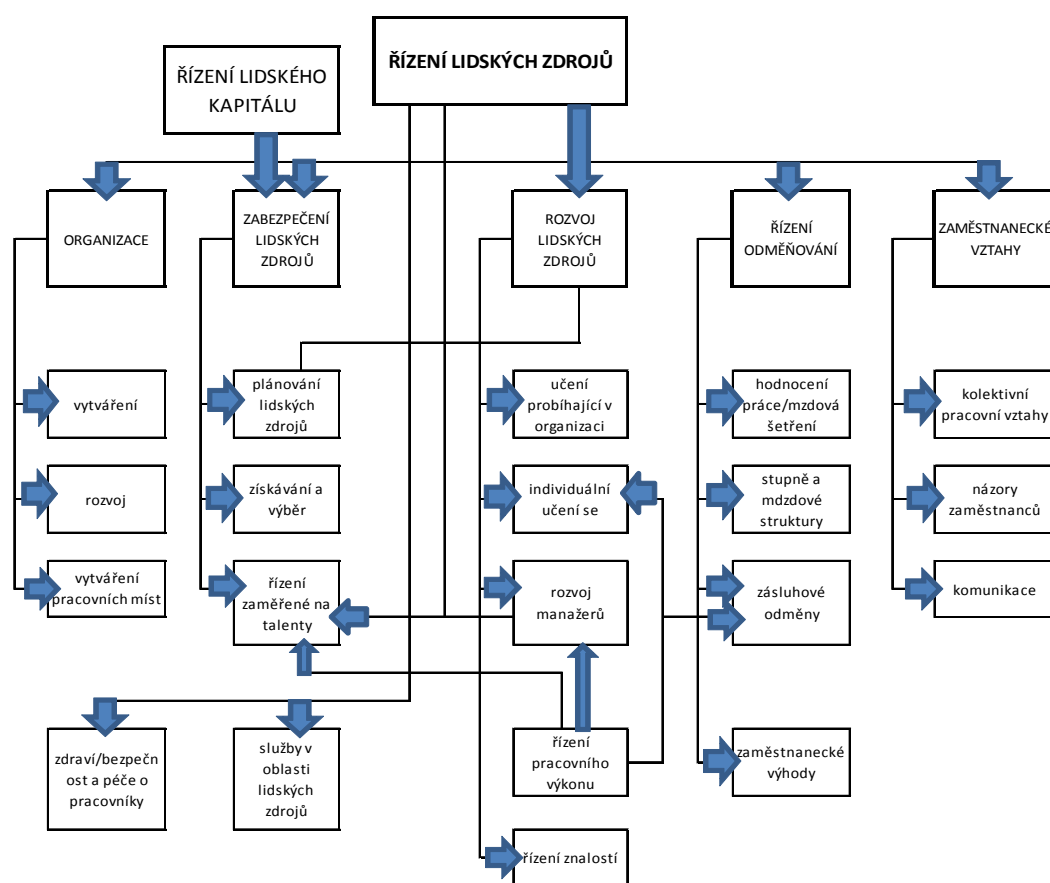 ŘÍZENÍ LIDSKÉHO
KAPITÁLU
ŘÍZENÍ LIDSKÝCH ZDROJŮ
ORGANIZACE
ZABEZPEČENÍ
LIDSKÝCH
ZDROJŮ
ROZVOJ
LIDSKÝCH
ZDROJŮ
ŘÍZENÍ
ODMĚŇOVÁNÍ
ZAMĚSTNANECKÉ
VZTAHY
vytváření
plánování
lidských
zdrojů
učení
probíhající v
organizaci
hodnocení
práce/mzdová
šetření
kolektivní
pracovní vztahy
rozvoj
získávání a
výběr
individuální
učení se
stupně a
mdzdové
struktury
názory
zaměstnanců
vytváření
pracovních míst
řízení
zaměřené na
talenty
rozvoj
manažerů
zásluhové
odměny
komunikace
zdraví/bezpečn
ost a péče o
pracovníky
služby v
oblasti
lidských
zdrojů
řízení
pracovního
výkonu
zaměstnanecké
výhody
řízení znalostí